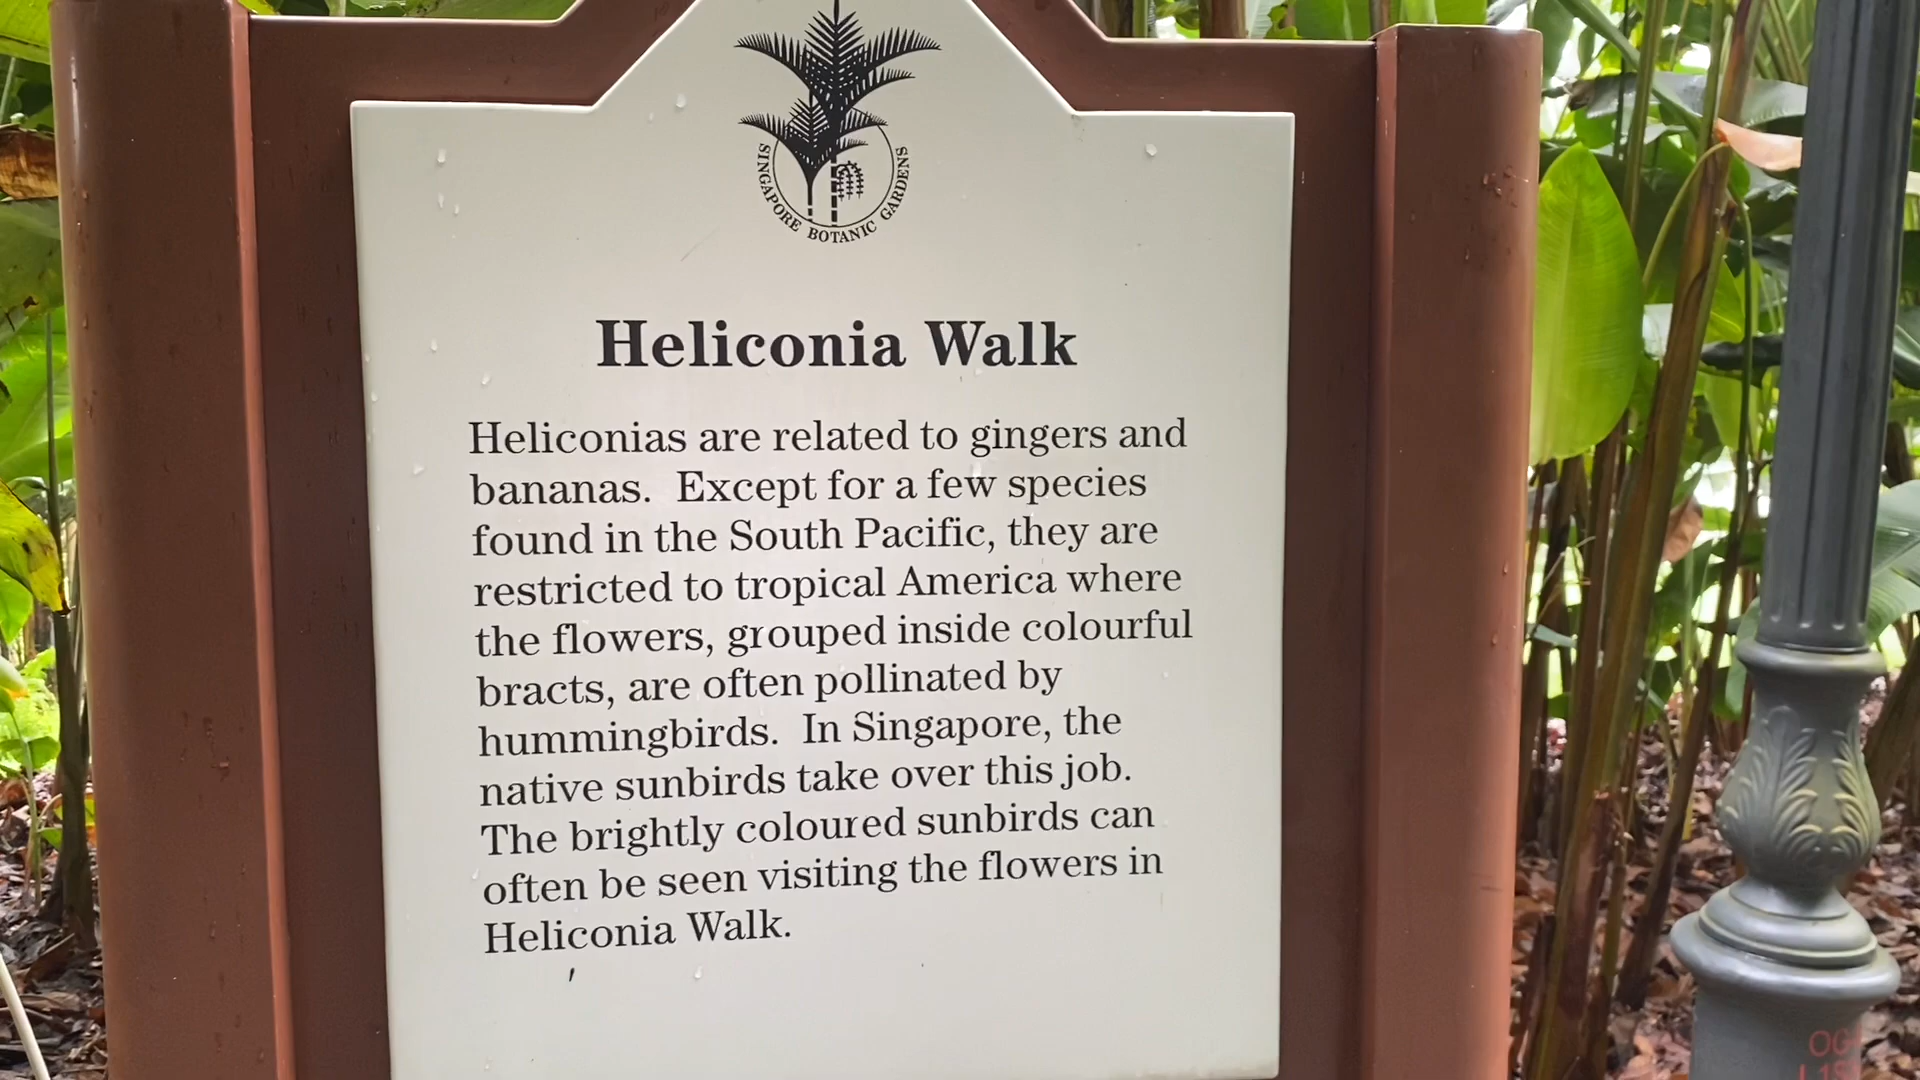 SINGAPORE BOTANIC GARDENS
Heliconia Walk
Heliconias are related to gingers and
bananas. Except for a few species
found in the South Pacific, they are
restricted to tropical America where
the flowers, grouped inside colourful
bracts, are often pollinated by
hummingbirds. In Singapore, the
native sunbirds take over this job.
The brightly coloured sunbirds can
often be seen visiting the flowers in
Heliconia Walk.